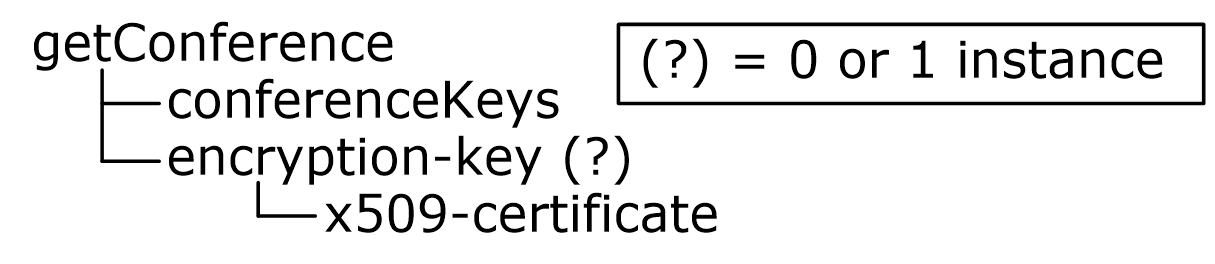 getConference
(?) = 0 or 1 instance
conferenceKeys
encryption-key (?)
x509-certificate